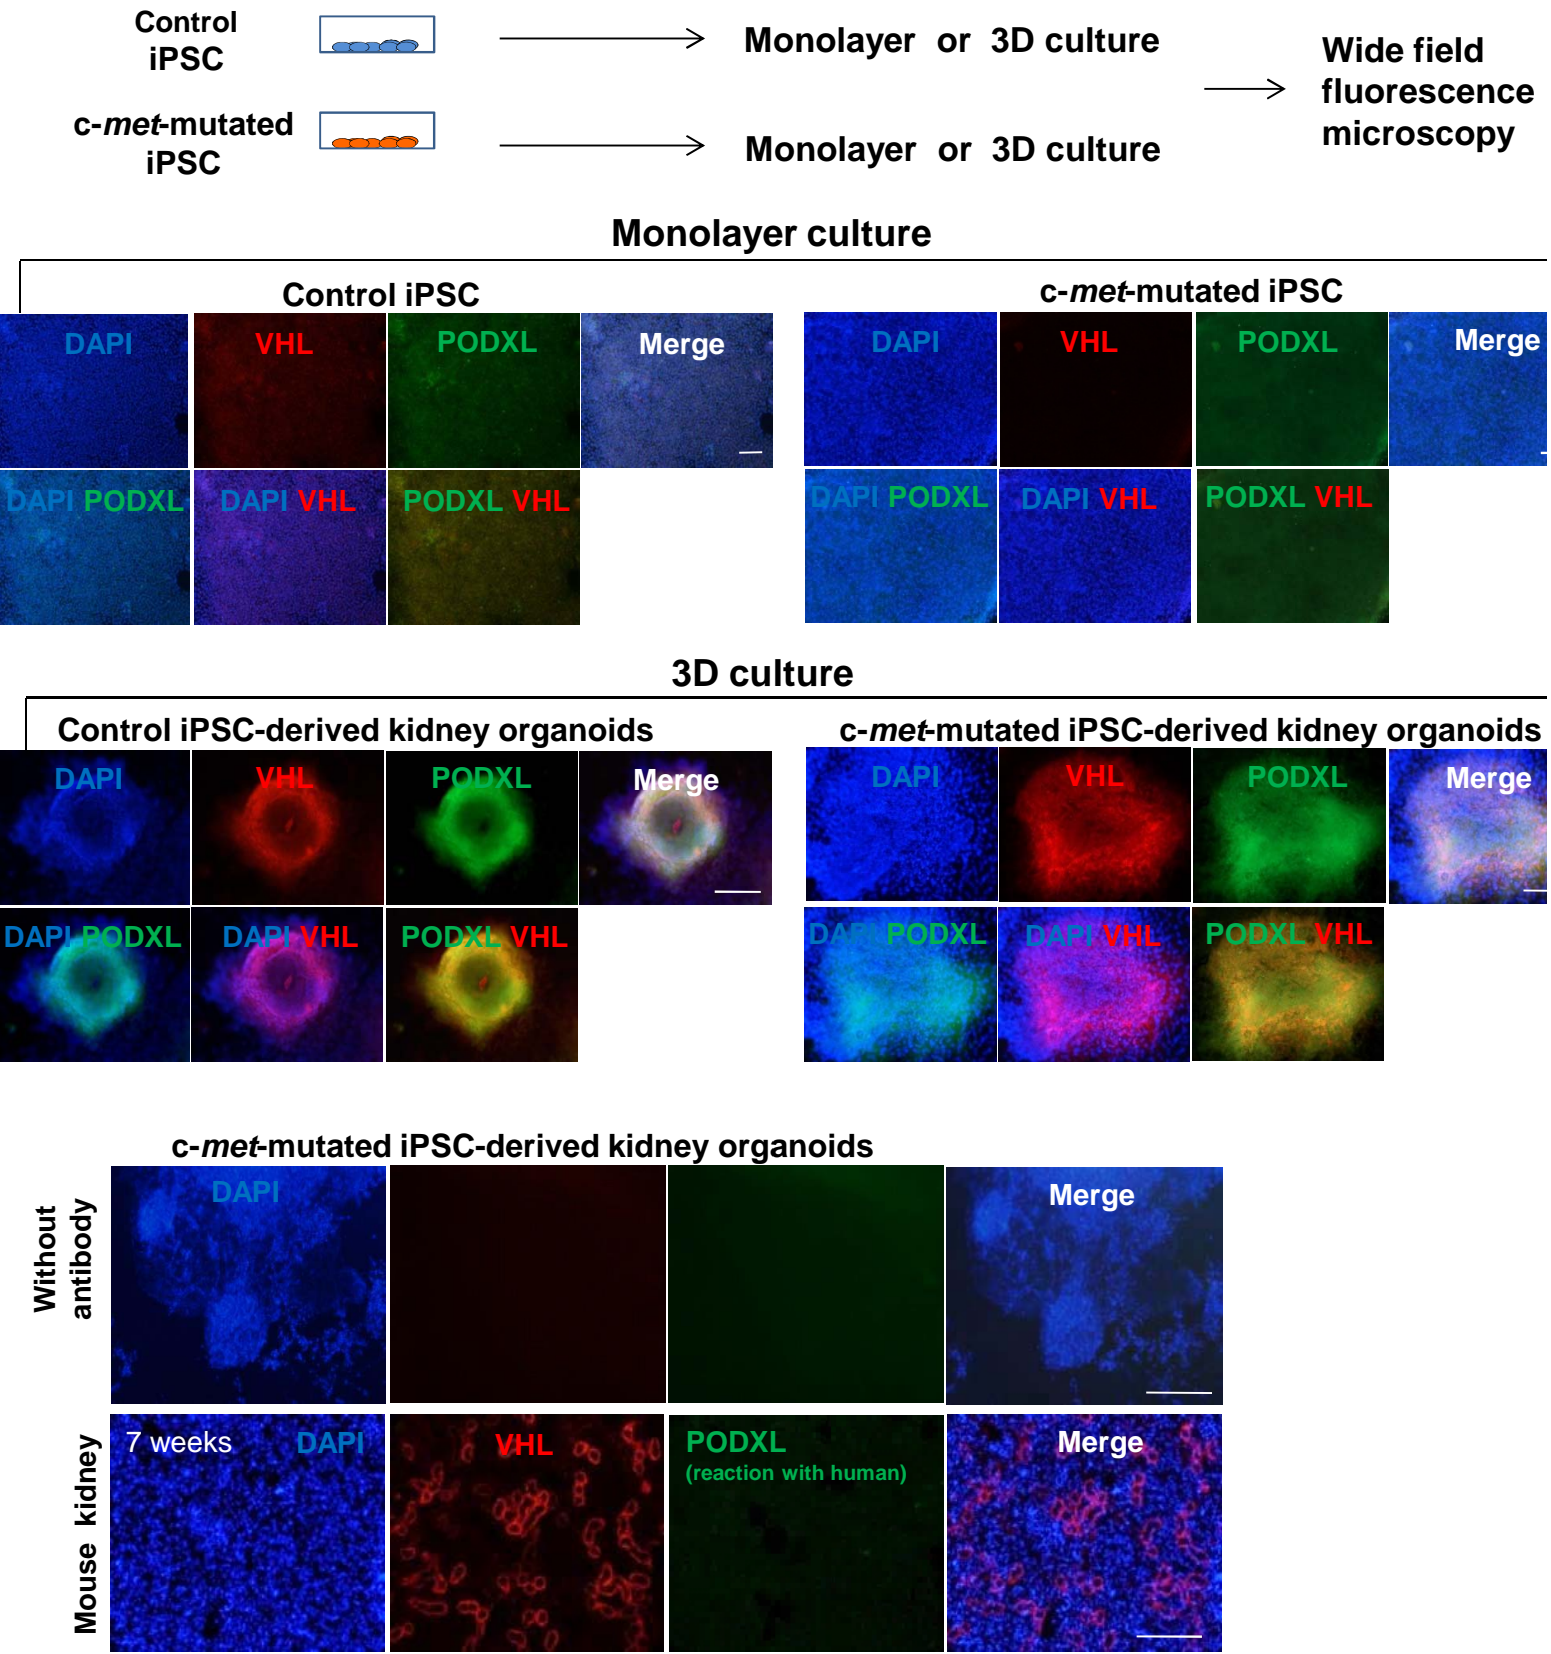 Control
iPSC
Monolayer or 3D culture
c-met-mutated
iPSC
Monolayer or 3D culture
Wide field
fluorescence
microscopy
Monolayer culture
Control iPSC
c-met-mutated iPSC
DAPI VHL PODXL Merge
DAPI VHL PODXL Merge
DAPI PODXL DAPI VHL PODXL VHL
DAPI PODXL DAPI VHL PODXL VHL
3D culture
Control iPSC-derived kidney organoids
c-met-mutated iPSC-derived kidney organoids
DAPI VHL PODXL Merge
DAPI VHL PODXL Merge
DAPI PODXL DAPI VHL PODXL VHL
DAPI PODXL DAPI VHL PODXL VHL
c-met-mutated iPSC-derived kidney organoids
Without
antibody
DAPI Merge
Mouse kidney
7 weeks DAPI VHL PODXL Merge
(reaction with human)